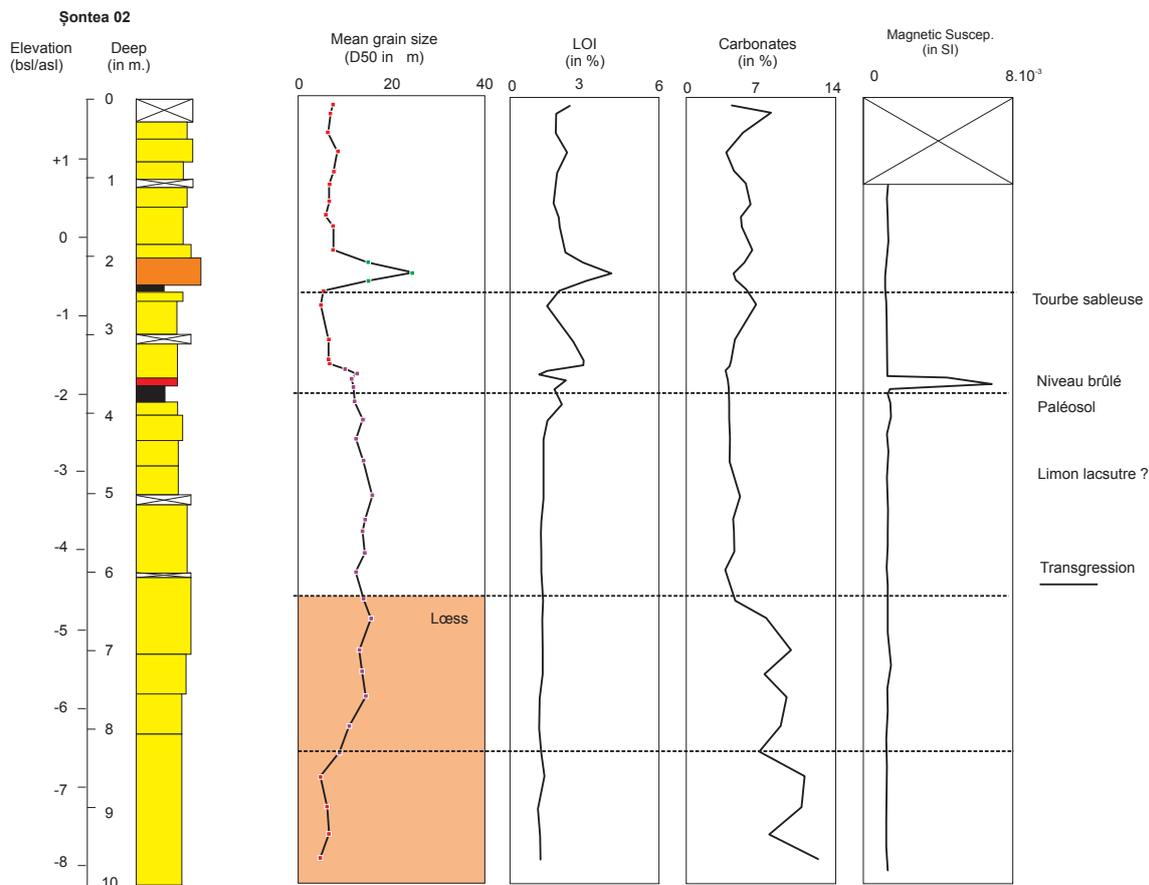 Şontea 02
Elevation
(bsl/asl)
Deep
(in m.)
Mean grain size
(D50 in m)
LOI
(in %)
Carbonates
(in %)
Magnetic Suscep.
(in SI)
0 20 40
0 3 6
0 7 14
0 8.10-3
+1
0
-1
-2
-3
-4
-5
-6
-7
-8
0
1
2
3
4
5
6
7
8
9
10
Tourbe sableuse
Niveau brûlé
Paléosol
Limon lacsutre ?
Transgression
Lœss